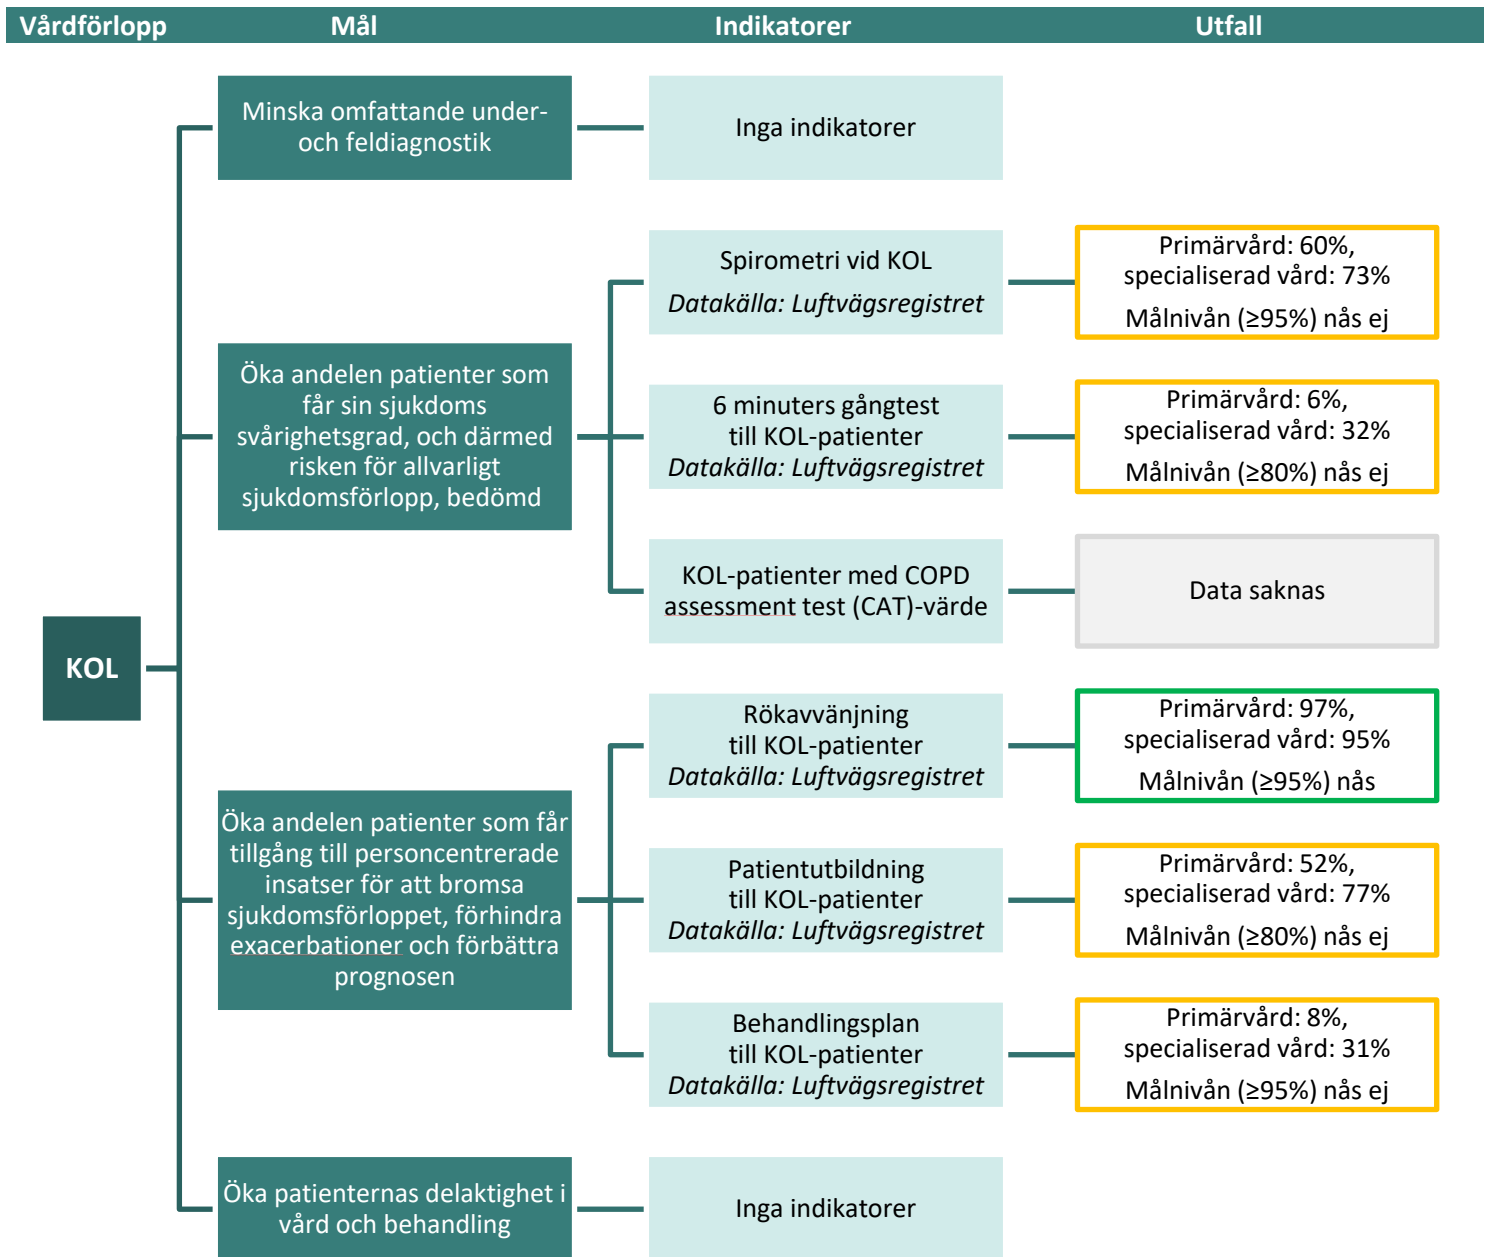 Vårdförlopp Mål Indikatorer Utfall
KOL
Minska omfattande under-
och feldiagnostik
Inga indikatorer
Öka andelen patienter som
får sin sjukdoms
svårighetsgrad, och därmed
risken för allvarligt
sjukdomsförlopp, bedömd
Spirometri vid KOL
Datakälla: Luftvägsregistret
Primärvård: 60%,
specialiserad vård: 73%
Målnivån (≥95%) nås ej
6 minuters gångtest
till KOL-patienter
Datakälla: Luftvägsregistret
Primärvård: 6%,
specialiserad vård: 32%
Målnivån (≥80%) nås ej
KOL-patienter med COPD
assessment test (CAT)-värde
Data saknas
Öka andelen patienter som får
tillgång till personcentrerade
insatser för att bromsa
sjukdomsförloppet, förhindra
exacerbationer och förbättra
prognosen
Rökavvänjning
till KOL-patienter
Datakälla: Luftvägsregistret
Primärvård: 97%,
specialiserad vård: 95%
Målnivån (≥95%) nås
Patientutbildning
till KOL-patienter
Datakälla: Luftvägsregistret
Primärvård: 52%,
specialiserad vård: 77%
Målnivån (≥80%) nås ej
Behandlingsplan
till KOL-patienter
Datakälla: Luftvägsregistret
Primärvård: 8%,
specialiserad vård: 31%
Målnivån (≥95%) nås ej
Öka patienternas delaktighet i
vård och behandling
Inga indikatorer